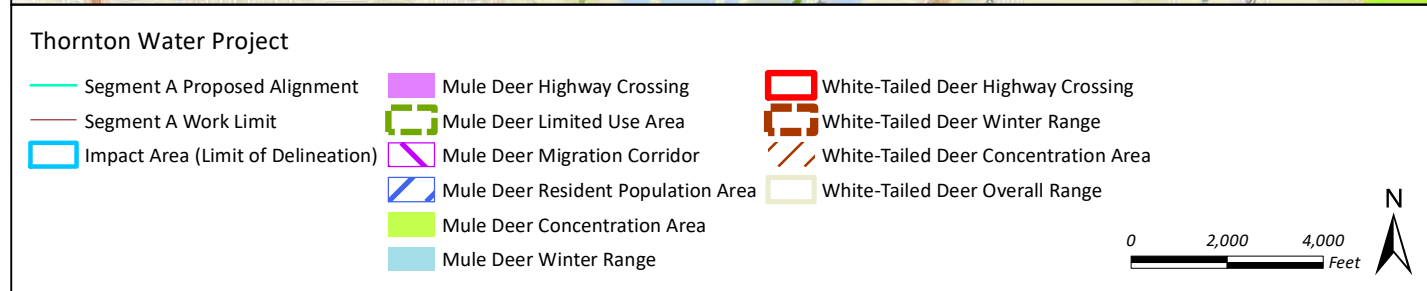 Thornton Water Project
Segment A Proposed Alignment
Segment A Work Limit
Impact Area (Limit of Delineation)
Mule Deer Highway Crossing
Mule Deer Limited Use Area
Mule Deer Migration Corridor
Mule Deer Resident Population Area
Mule Deer Concentration Area
Mule Deer Winter Range
White-Tailed Deer Highway Crossing
White-Tailed Deer Winter Range
White-Tailed Deer Concentration Area
White-Tailed Deer Overall Range
N
0 2,000 4,000
Feet